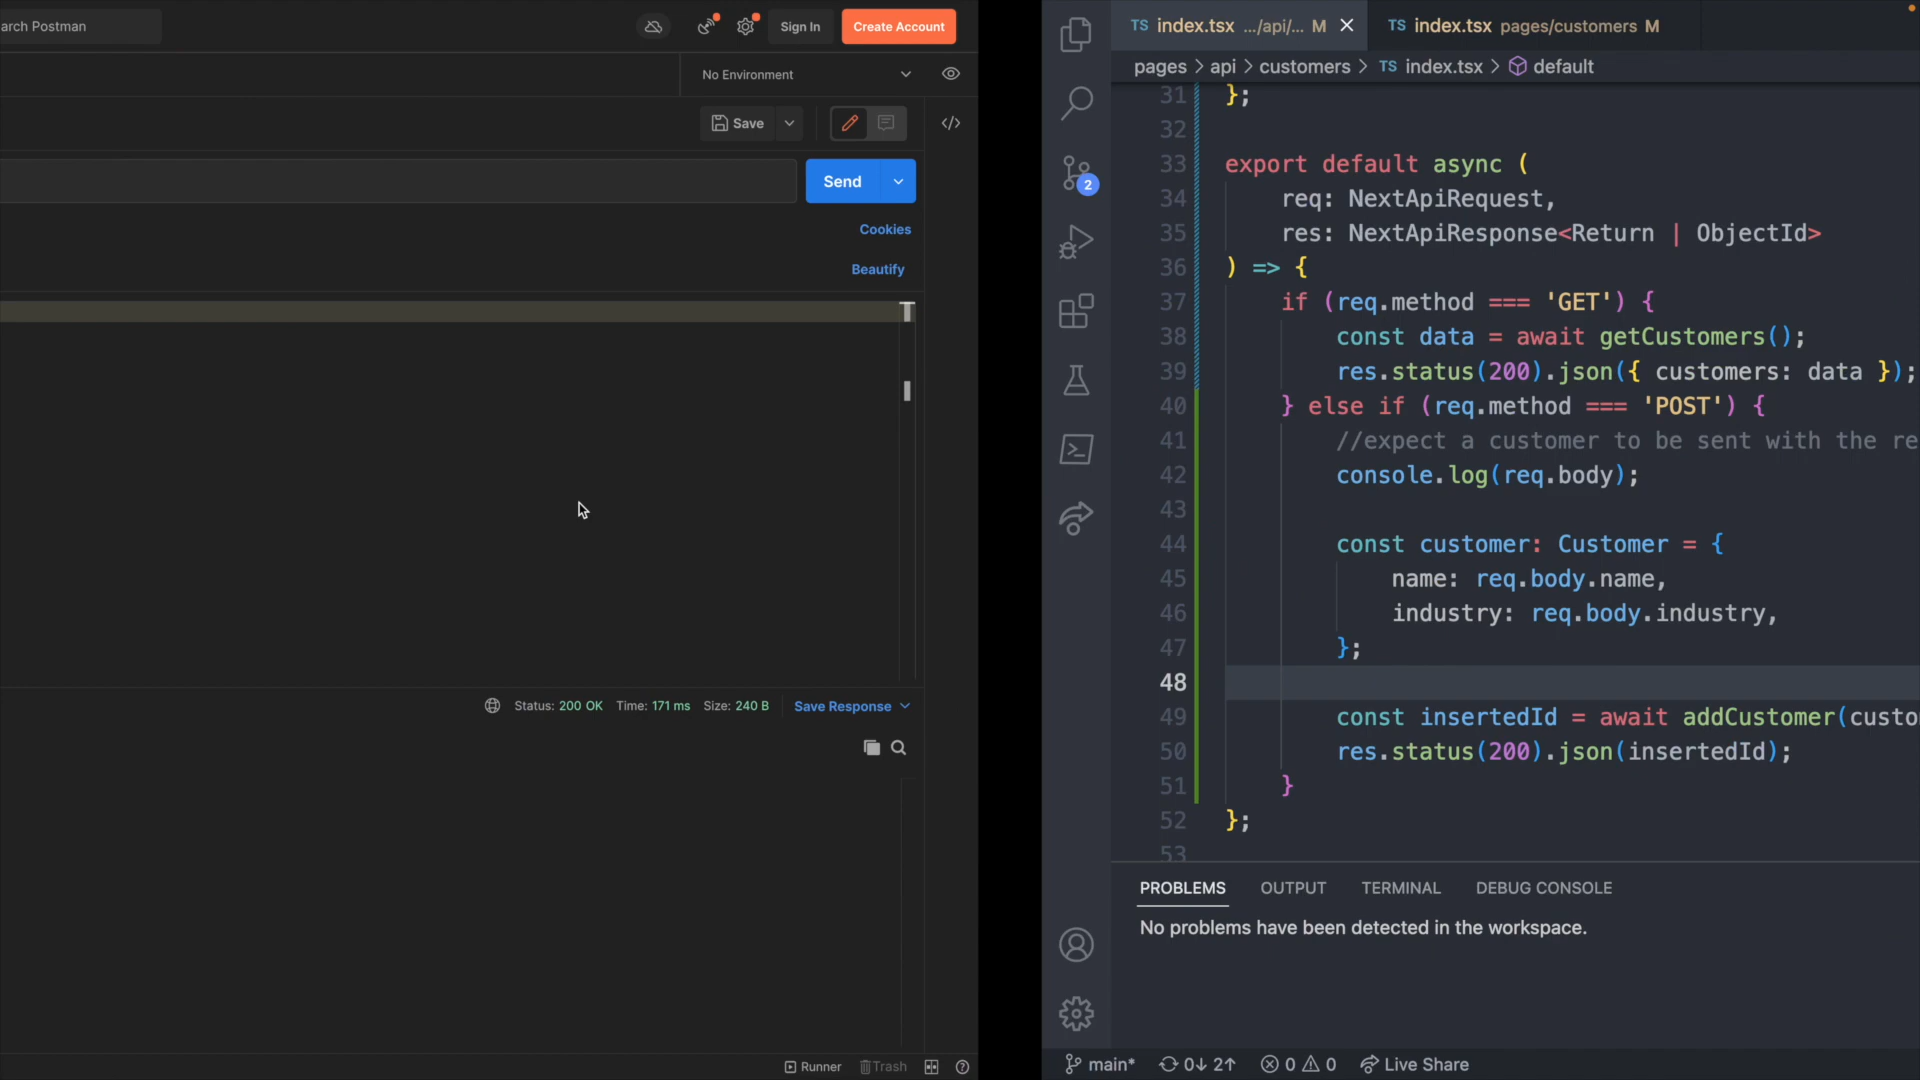 arch Postman
Sign In
Create Account
No Environment
Save
Send
Cookies
Beautify
Status: 200 OK Time: 171 ms Size: 240 B Save Response
Runner Trash
TS index.tsx .../api/... M
TS index.tsx pages/customers M
pages > api > customers > TS index.tsx > default
31 };
32
33 export default async (
34 req: NextApiRequest,
35 res: NextApiResponse<Return | ObjectId>
36 ) => {
37 if (req.method === 'GET') {
38 const data = await getCustomers();
39 res.status(200).json({ customers: data });
40 } else if (req.method === 'POST') {
41 //expect a customer to be sent with the re
42 console.log(req.body);
43
44 const customer: Customer = {
45 name: req.body.name,
46 industry: req.body.industry,
47 };
48
49 const insertedId = await addCustomer(custo
50 res.status(200).json(insertedId);
51 }
52 };
53
2
PROBLEMS OUTPUT TERMINAL DEBUG CONSOLE
No problems have been detected in the workspace.
main* 0↓ 2↑ 0 0 Live Share